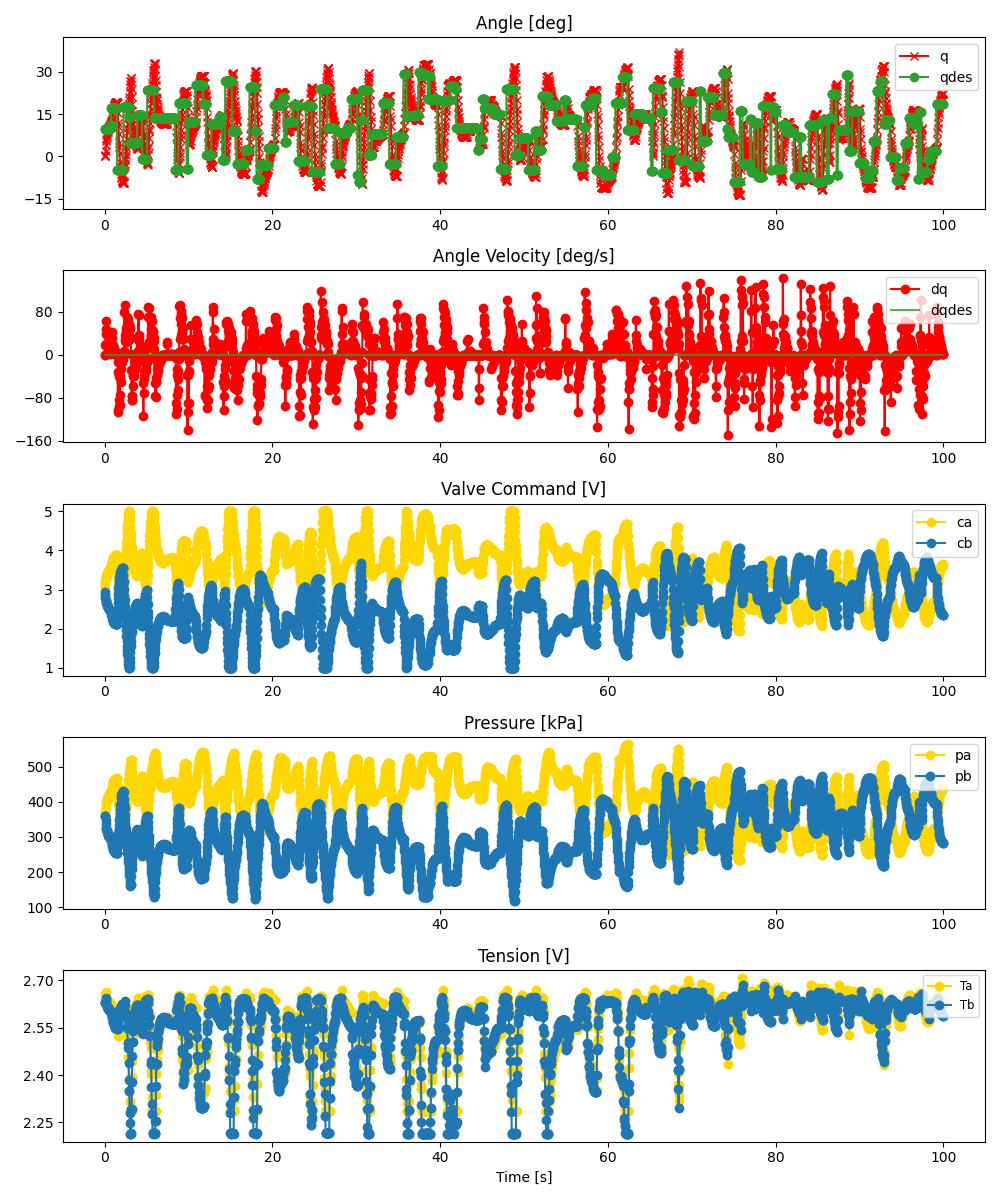 Angle [deg]
30
15
0
−15
q
qdes
0 20 40 60 80 100
Angle Velocity [deg/s]
80
0
−80
−160
dq
dqdes
0 20 40 60 80 100
Valve Command [V]
5
4
3
2
1
ca
cb
0 20 40 60 80 100
Pressure [kPa]
500
400
300
200
100
pa
pb
0 20 40 60 80 100
Tension [V]
2.70
2.55
2.40
2.25
Ta
Tb
0 20 40 60 80 100
Time [s]